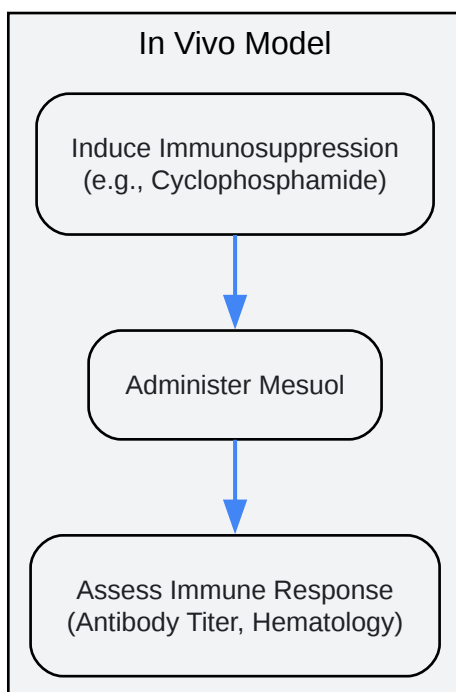 In Vivo Model
Induce Immunosuppression
(e.g., Cyclophosphamide)
Administer Mesuol
Assess Immune Response
(Antibody Titer, Hematology)